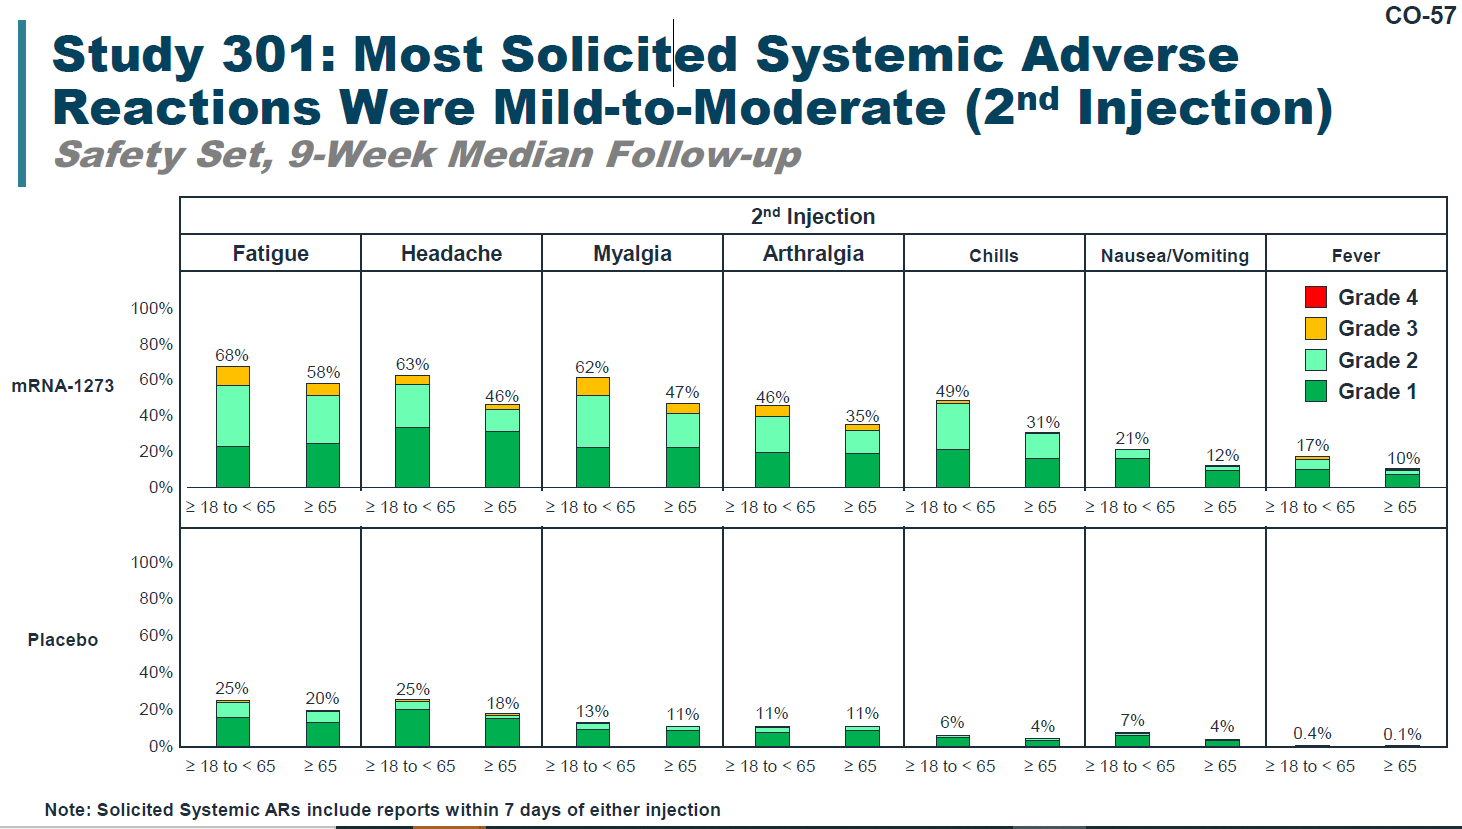 CO-57
Study 301: Most Solicited Systemic Adverse
Reactions Were Mild-to-Moderate (2nd Injection)
Safety Set, 9-Week Median Follow-up
2nd Injection
Fatigue Headache Myalgia Arthralgia Chills Nausea/Vomiting Fever
Grade 4
Grade 3
Grade 2
Grade 1
mRNA-1273
100%
80%
60%
40%
20%
0%
68% 58% 63% 46% 62% 47% 46% 35% 49% 31% 21% 12% 17% 10%
≥ 18 to < 65 ≥ 65 ≥ 18 to < 65 ≥ 65 ≥ 18 to < 65 ≥ 65 ≥ 18 to < 65 ≥ 65 ≥ 18 to < 65 ≥ 65 ≥ 18 to < 65 ≥ 65 ≥ 18 to < 65 ≥ 65
Placebo
100%
80%
60%
40%
20%
0%
25% 20% 25% 18% 13% 11% 11% 11% 6% 4% 7% 4% 0.4% 0.1%
≥ 18 to < 65 ≥ 65 ≥ 18 to < 65 ≥ 65 ≥ 18 to < 65 ≥ 65 ≥ 18 to < 65 ≥ 65 ≥ 18 to < 65 ≥ 65 ≥ 18 to < 65 ≥ 65 ≥ 18 to < 65 ≥ 65
Note: Solicited Systemic ARs include reports within 7 days of either injection